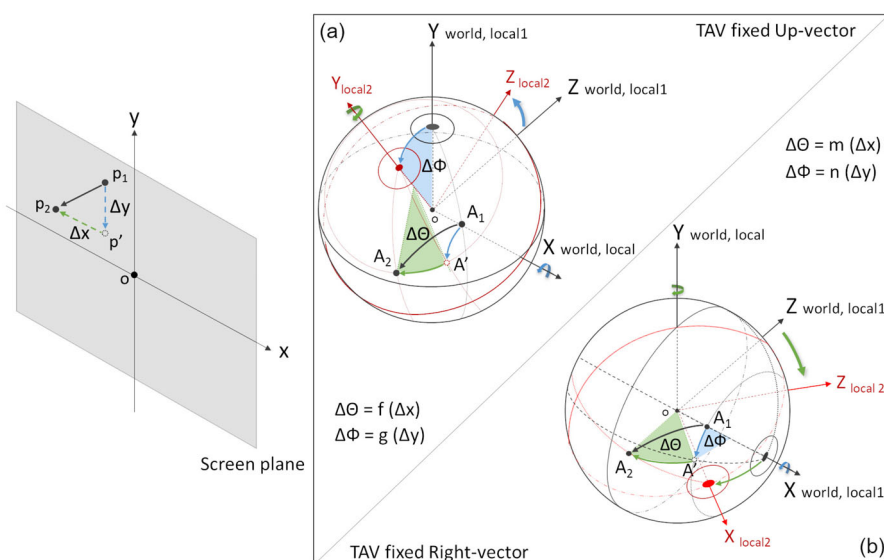 (a)
TAV fixed Up-vector
Y world, local1
Z local2
Z world, local1
Y local2
ΔΦ
o
A1
ΔΘ
A2
A'
X world, local
ΔΘ = m (Δx)
ΔΦ = n (Δy)
y
p1
p2
Δy
Δx
p'
o
x
Screen plane
Y world, local
Z world, local1
Z local 2
o
A1
ΔΘ
ΔΦ
A2
A'
X world, local1
X local2
ΔΘ = f (Δx)
ΔΦ = g (Δy)
TAV fixed Right-vector
(b)